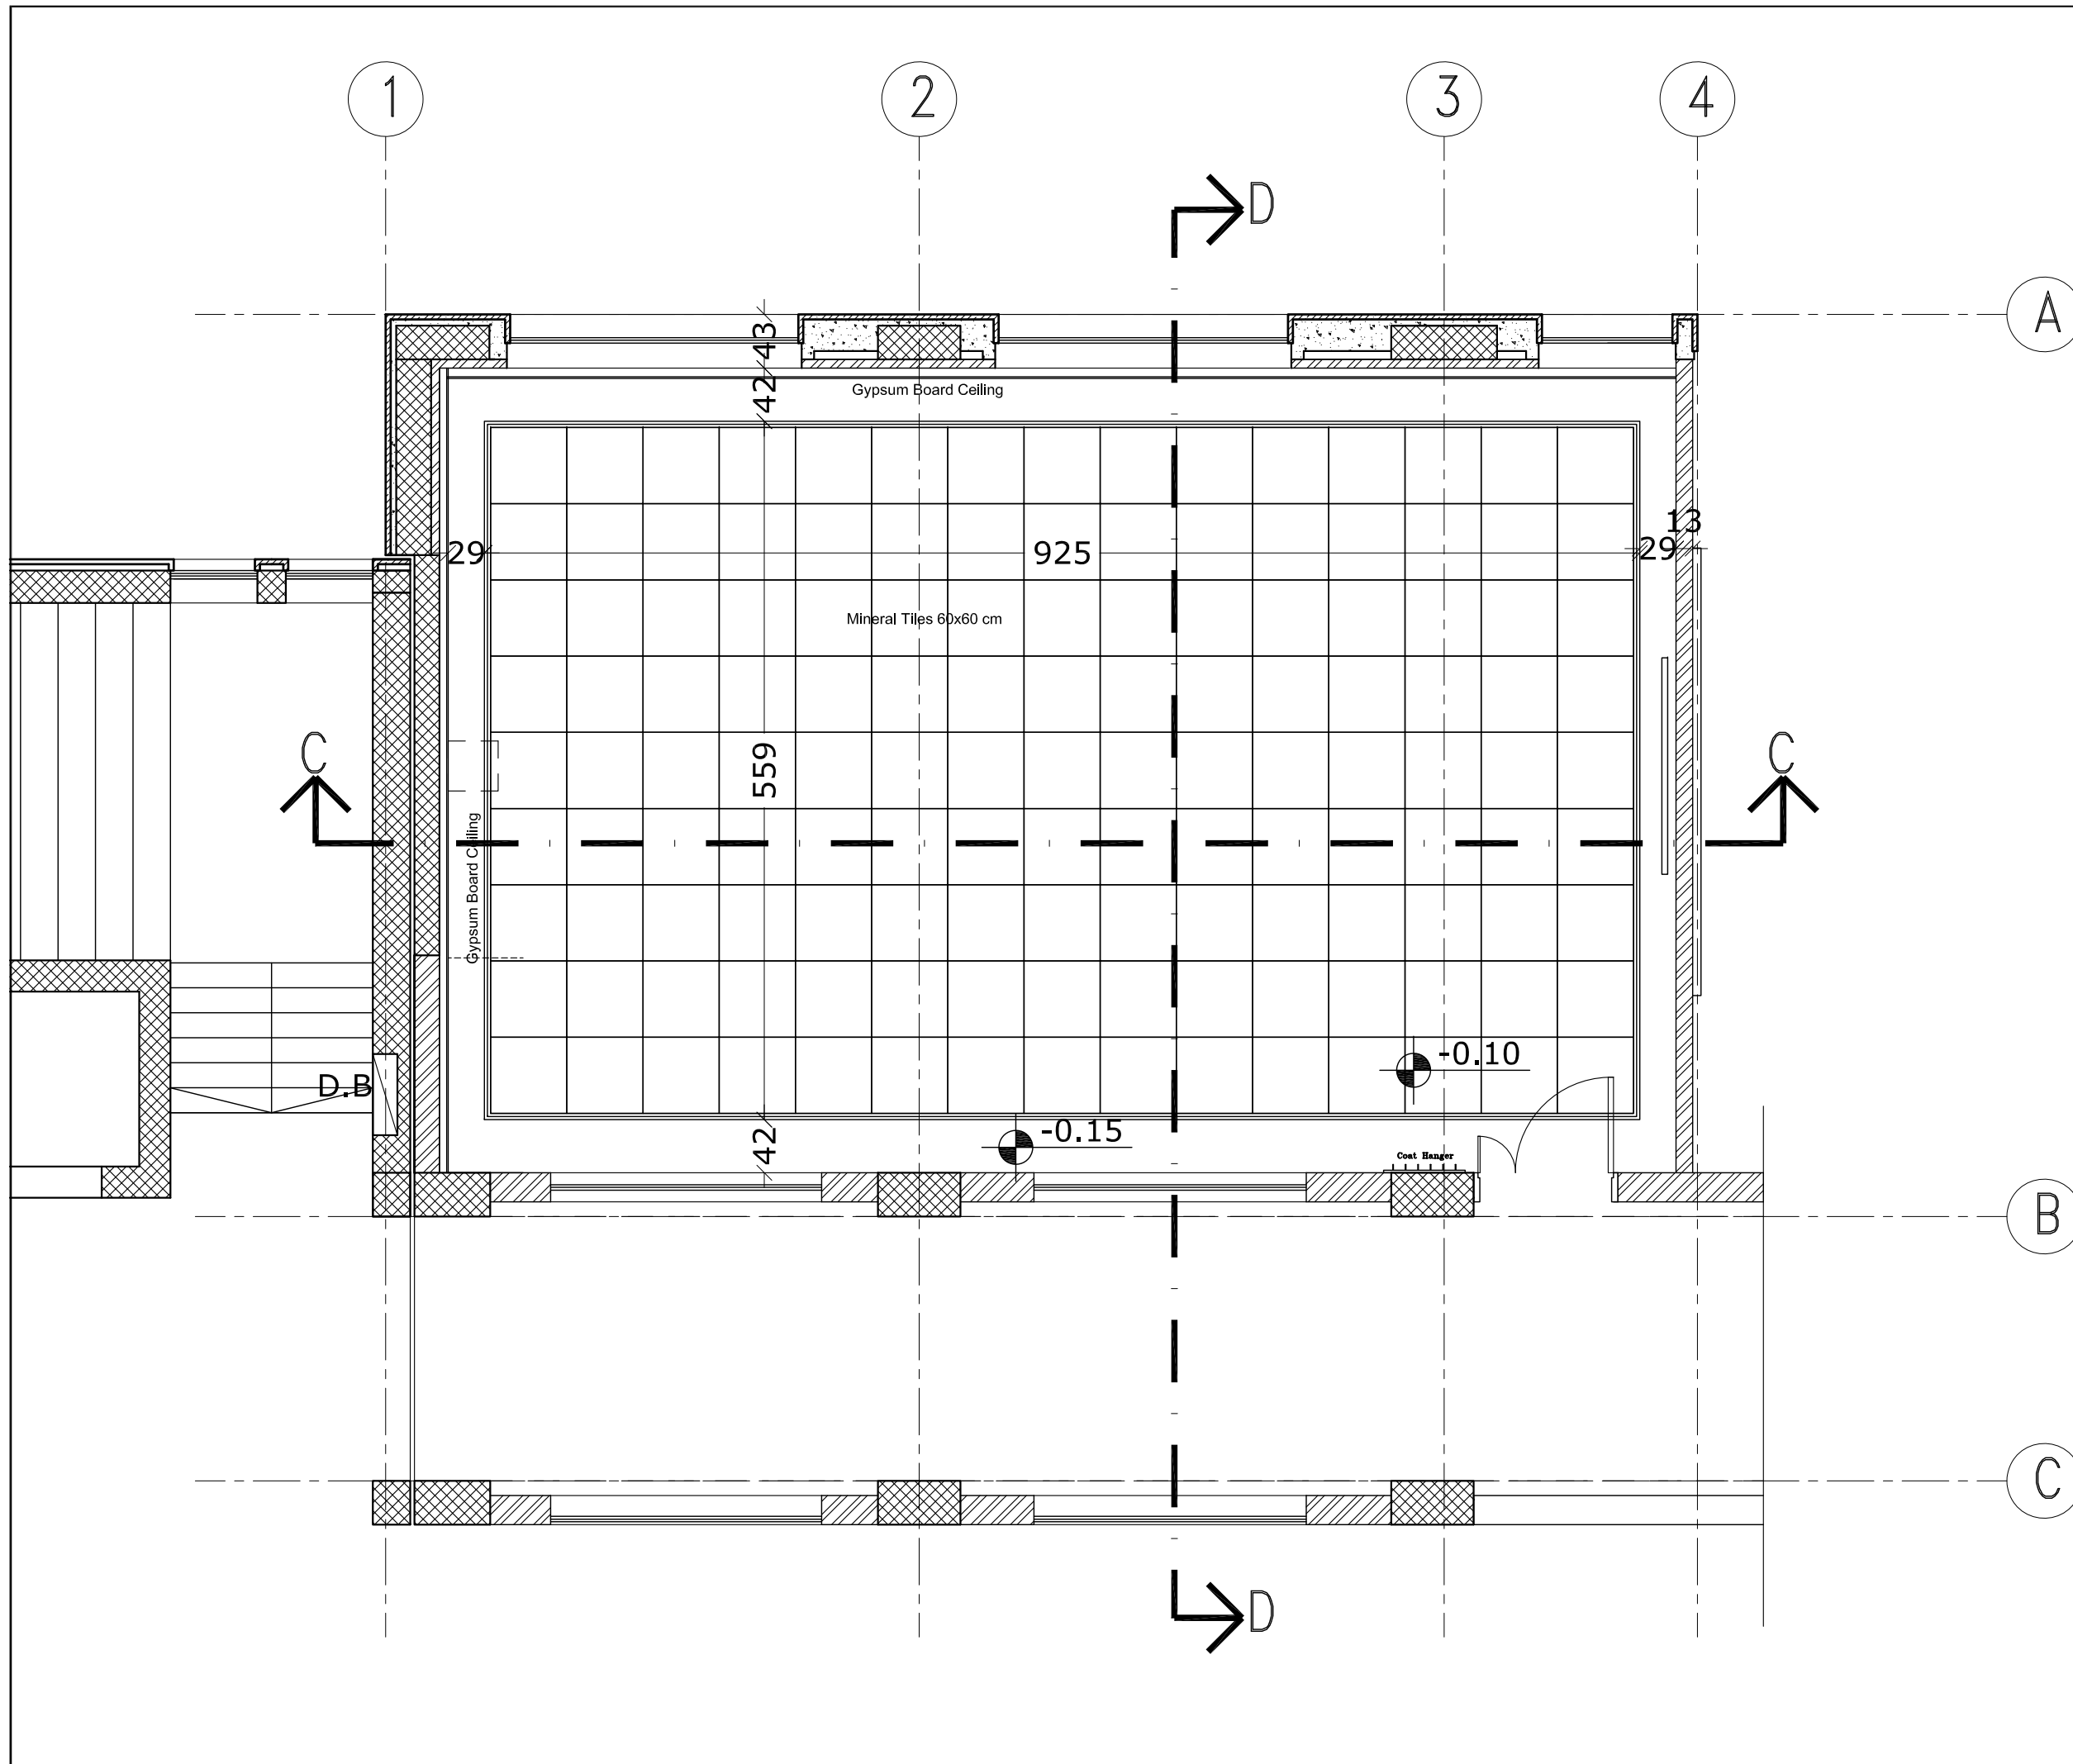 1
2
3
4
D
A
43
42
Gypsum Board Ceiling
13
29
925
29
Mineral Tiles 60x60 cm
C
C
559
Gypsum Board Ceiling
-0.10
D.B
-0.15
42
Coat Hanger
B
C
D